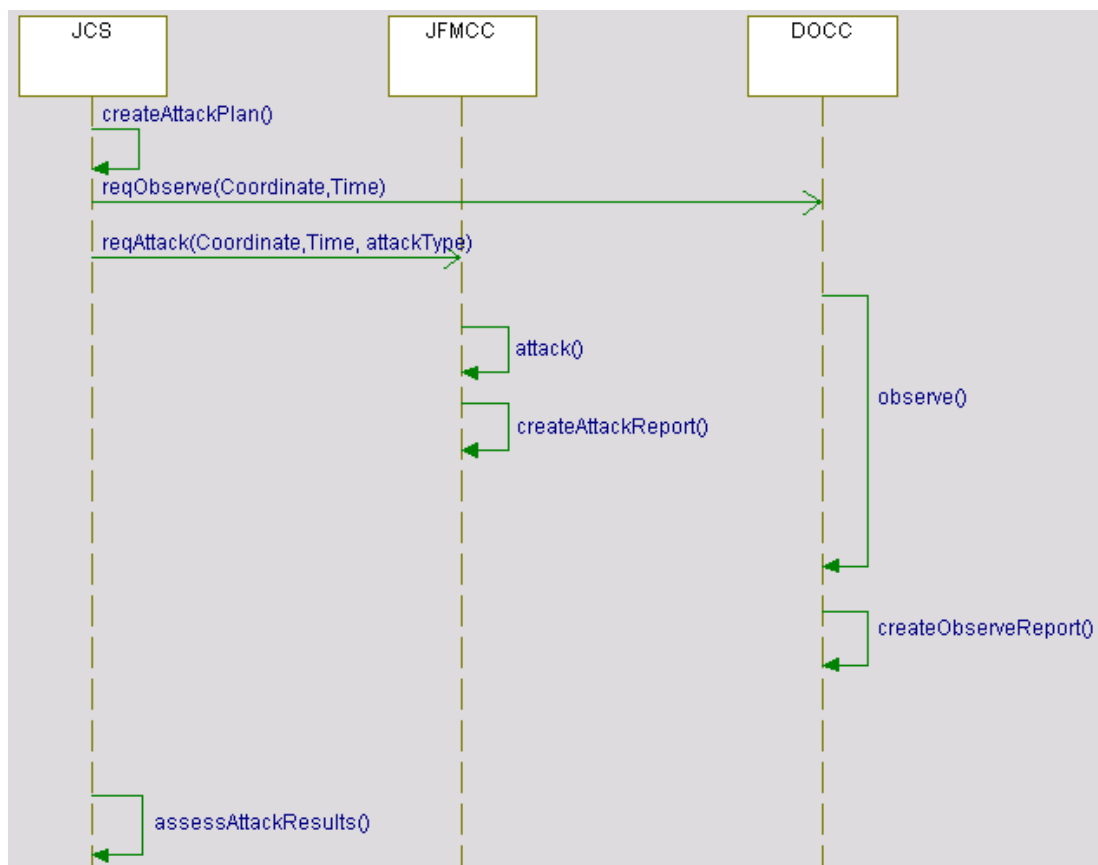 JCS
JFMCC
DOCC
createAttackPlan()
reqObserve(Coordinate,Time)
reqAttack(Coordinate,Time, attackType)
attack()
observe()
createAttackReport()
createObserveReport()
assessAttackResults()